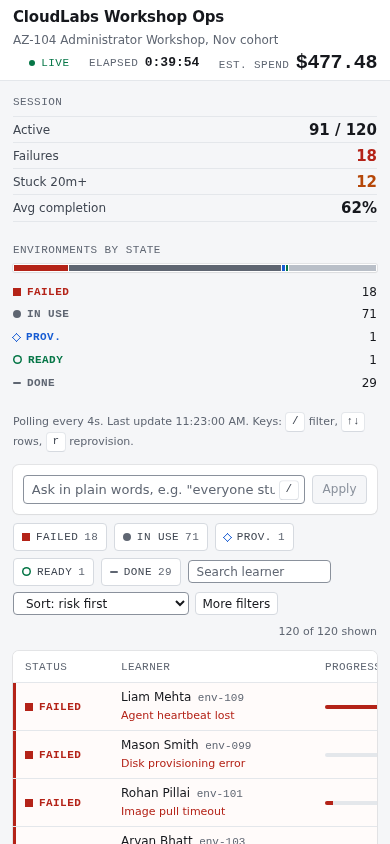 CloudLabs Workshop Ops
AZ-104 Administrator Workshop, Nov cohort
LIVE ELAPSED 0:39:54 EST. SPEND $477.48
SESSION
Active 91 / 120
Failures 18
Stuck 20m+ 12
Avg completion 62%
ENVIRONMENTS BY STATE
FAILED 18
IN USE 71
PROV. 1
READY 1
DONE 29
Polling every 4s. Last update 11:23:00 AM. Keys: / filter, ↑↓
rows, r reprovision.
Ask in plain words, e.g. "everyone stu / Apply
FAILED 18 IN USE 71 PROV. 1
READY 1 DONE 29 Search learner
Sort: risk first More filters
120 of 120 shown
STATUS LEARNER PROGRESS
FAILED Liam Mehta env-109
Agent heartbeat lost
FAILED Mason Smith env-099
Disk provisioning error
FAILED Rohan Pillai env-101
Image pull timeout
Aryan Bhatt env-103